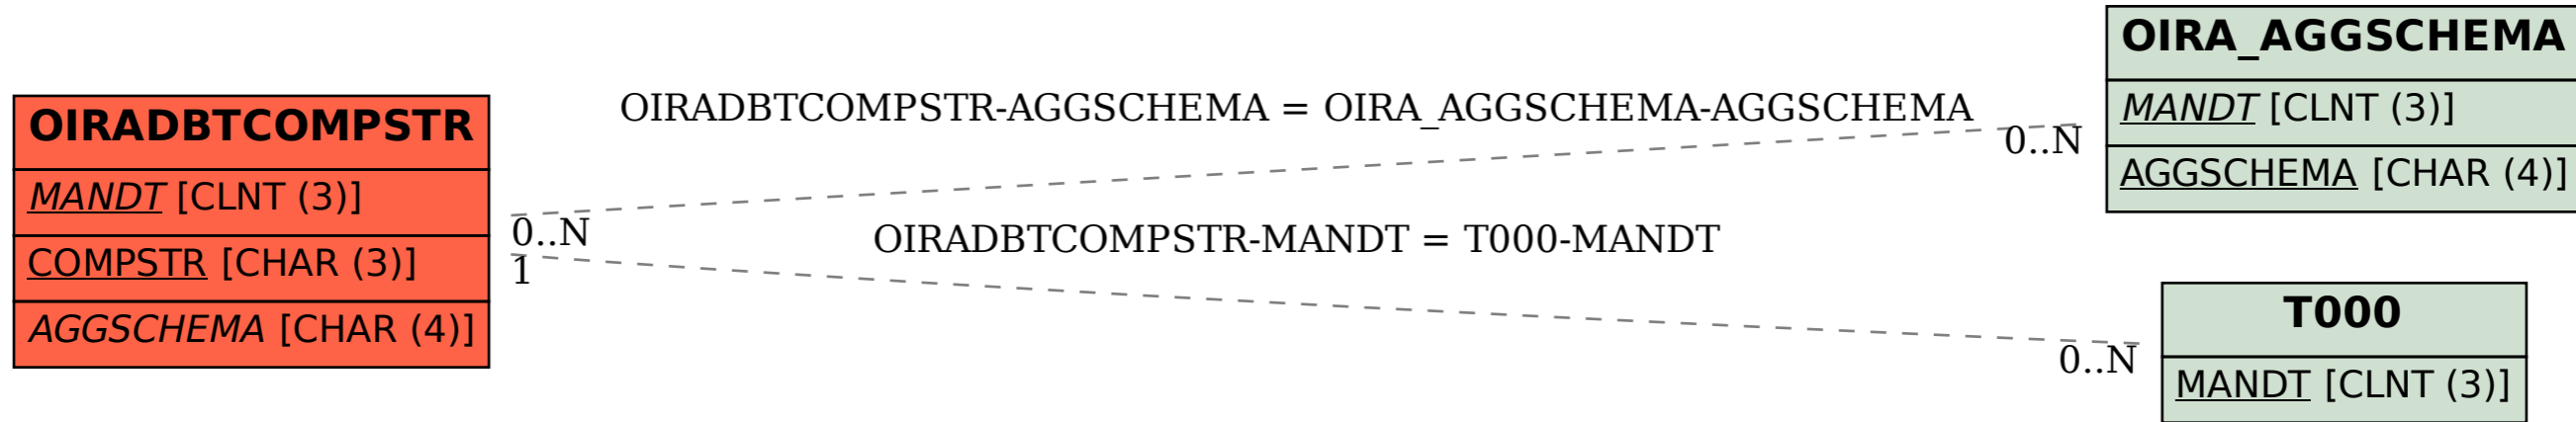 OIRADBTCOMPSTR
MANDT [CLNT (3)]
COMPSTR [CHAR (3)]
AGGSCHEMA [CHAR (4)]
OIRADBTCOMPSTR-AGGSCHEMA = OIRA_AGGSCHEMA-AGGSCHEMA
0..N
0..N
OIRADBTCOMPSTR-MANDT = T000-MANDT
1
0..N
OIRA_AGGSCHEMA
MANDT [CLNT (3)]
AGGSCHEMA [CHAR (4)]
T000
MANDT [CLNT (3)]